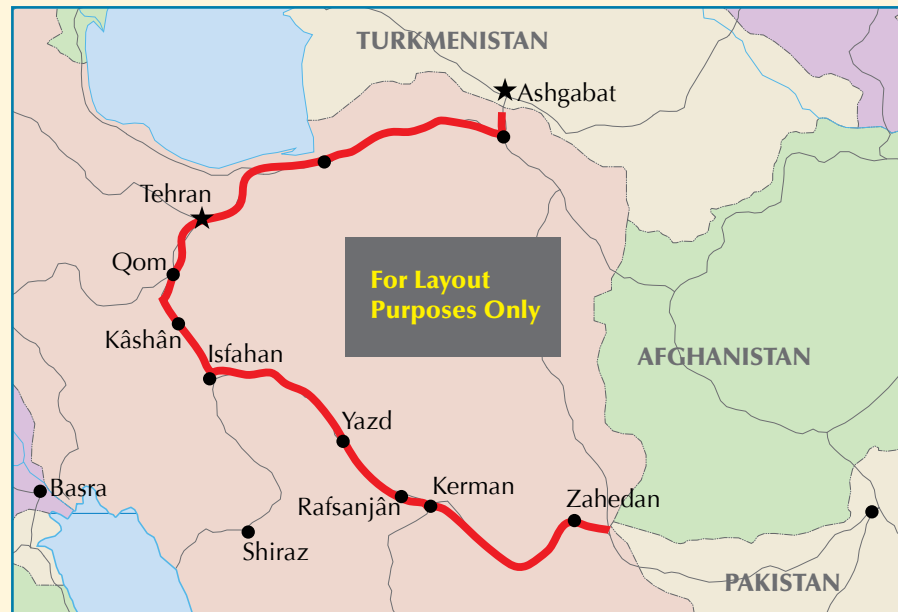 TURKMENISTAN
Ashgabat
Tehran
Qom
For Layout
Purposes Only
Kâshân
Isfahan
AFGHANISTAN
Yazd
Basra
Rafsanjân
Kerman
Zahedan
Shiraz
PAKISTAN